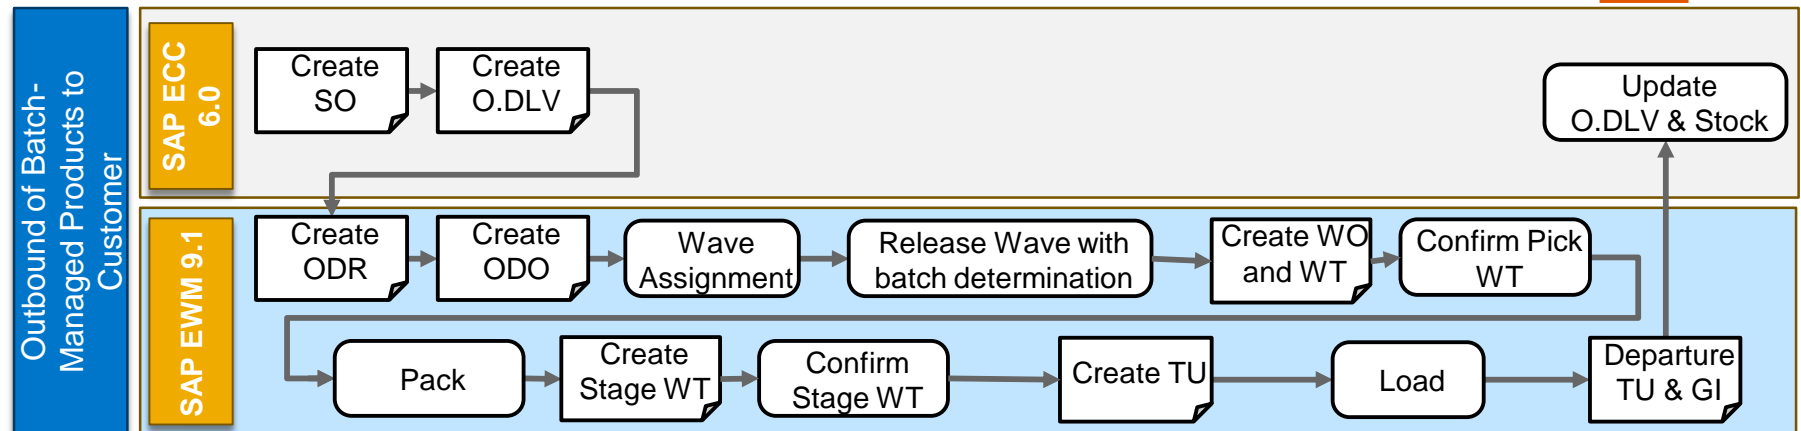 Outbound of Batch-
Managed Products to
Customer
SAP ECC
6.0
Create
SO
Create
O.DLV
Update
O.DLV & Stock
SAP EWM 9.1
Create
ODR
Create
ODO
Wave
Assignment
Release Wave with
batch determination
Create WO
and WT
Confirm Pick
WT
Pack
Create
Stage WT
Confirm
Stage WT
Create TU
Load
Departure
TU & GI